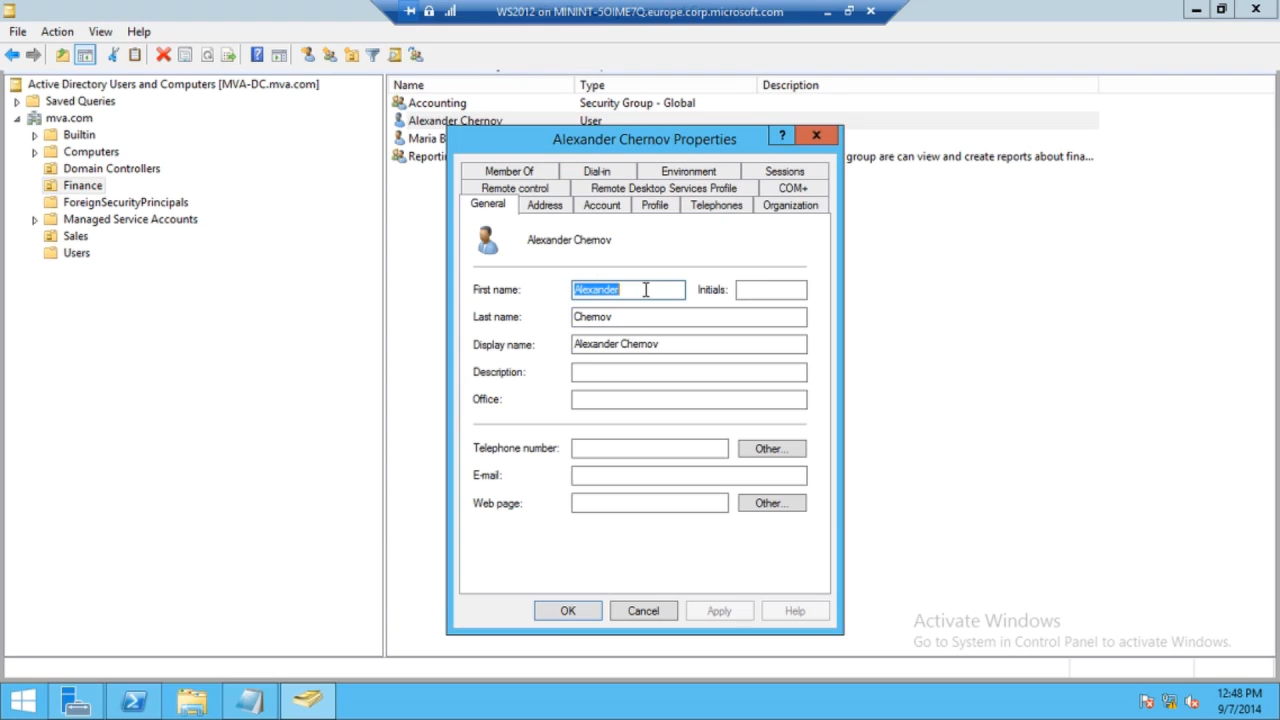 WS2012 on MININT-5OIME7Q.europe.corp.microsoft.com
File Action View Help
Active Directory Users and Computers [MVA-DC.mva.com]
Saved Queries
mva.com
Builtin
Computers
Domain Controllers
Finance
ForeignSecurityPrincipals
Managed Service Accounts
Sales
Users
Name Type Description
Accounting Security Group - Global
Alexander Chernov User
Maria B
Reportin group are can view and create reports about fina...
Alexander Chernov Properties
?
Member Of Dial-in Environment Sessions
Remote control Remote Desktop Services Profile COM+
General Address Account Profile Telephones Organization
Alexander Chernov
First name: Alexander Initials:
Last name: Chernov
Display name: Alexander Chernov
Description:
Office:
Telephone number: Other...
E-mail:
Web page: Other...
OK Cancel Apply Help
Activate Windows
Go to System in Control Panel to activate Windows.
12:48 PM
9/7/2014